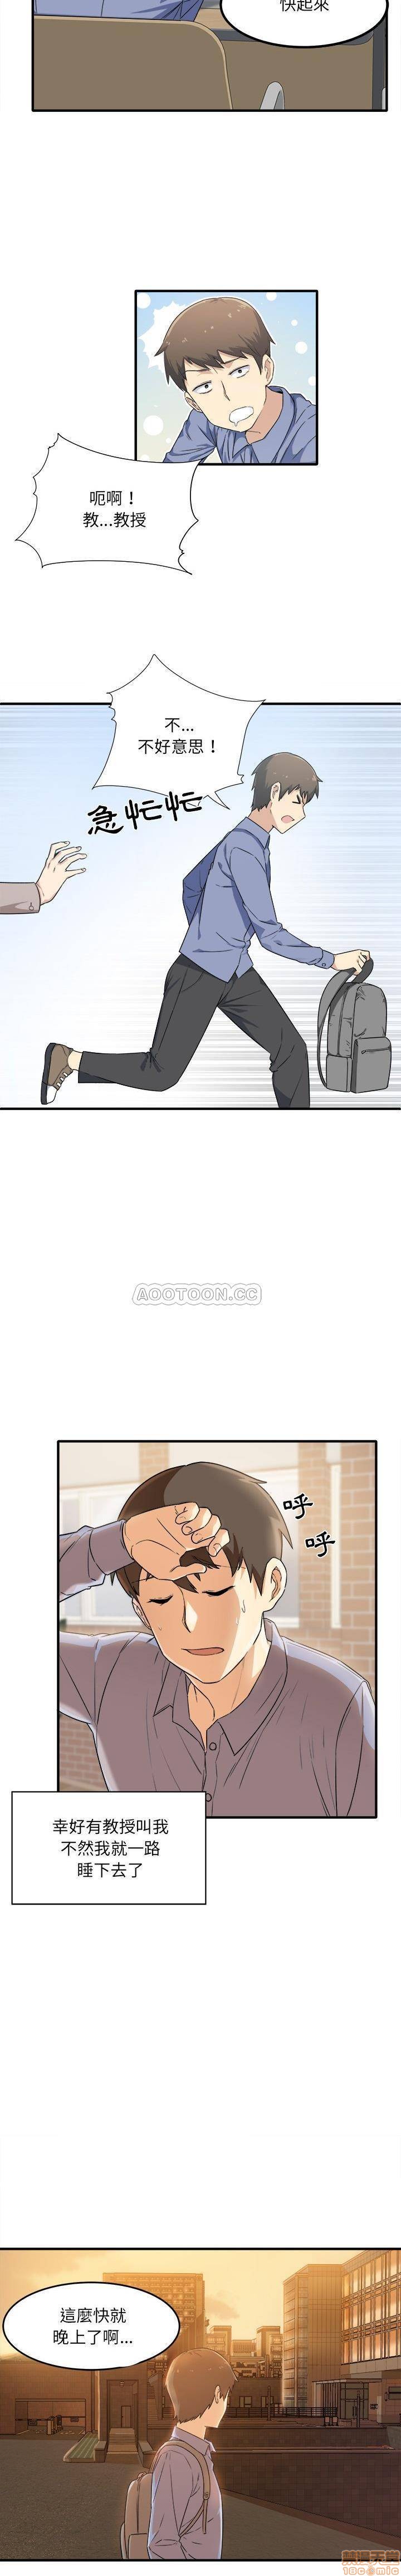 快起來
呃啊！
教...教授
不...
不好意思！
急忙忙
AOOTOON.CC
呼
呼
幸好有教授叫我
不然我就一路
睡下去了
這麼快就
晚上了啊...